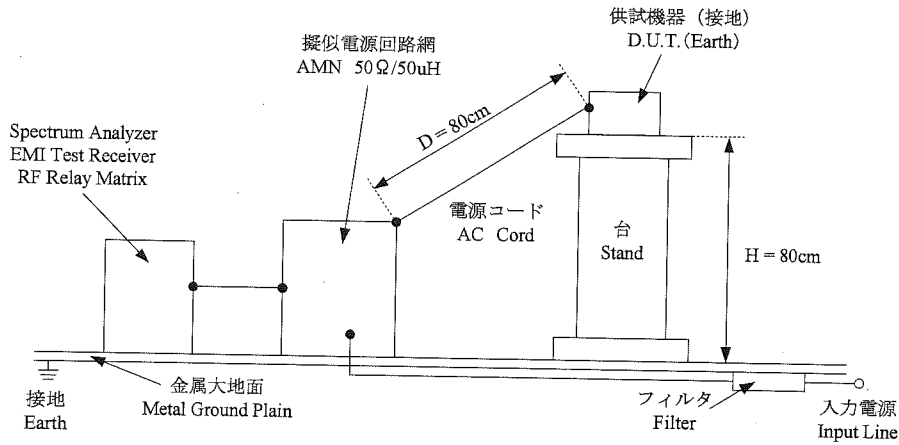 供試機器（接地）
D.U.T.(Earth)
擬似電源回路網
AMN 50Ω/50uH
D = 80cm
Spectrum Analyzer
EMI Test Receiver
RF Relay Matrix
電源コード
AC Cord
台
Stand
H = 80cm
接地
Earth
金属大地面
Metal Ground Plain
フィルタ
Filter
入力電源
Input Line